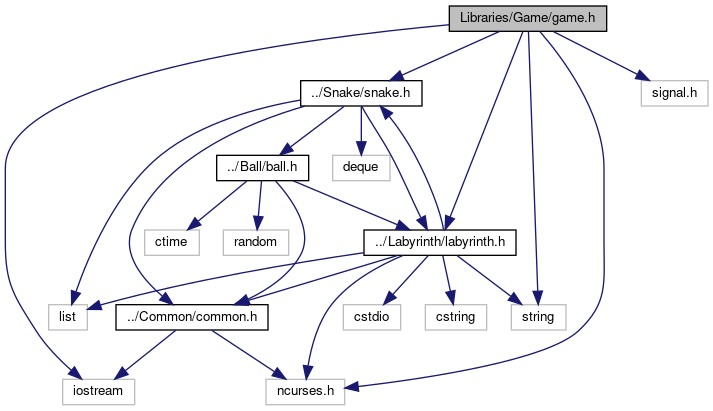 Libraries/Game/game.h
../Snake/snake.h
signal.h
../Ball/ball.h
deque
ctime
random
../Labyrinth/labyrinth.h
list
../Common/common.h
cstdio
cstring
string
iostream
ncurses.h